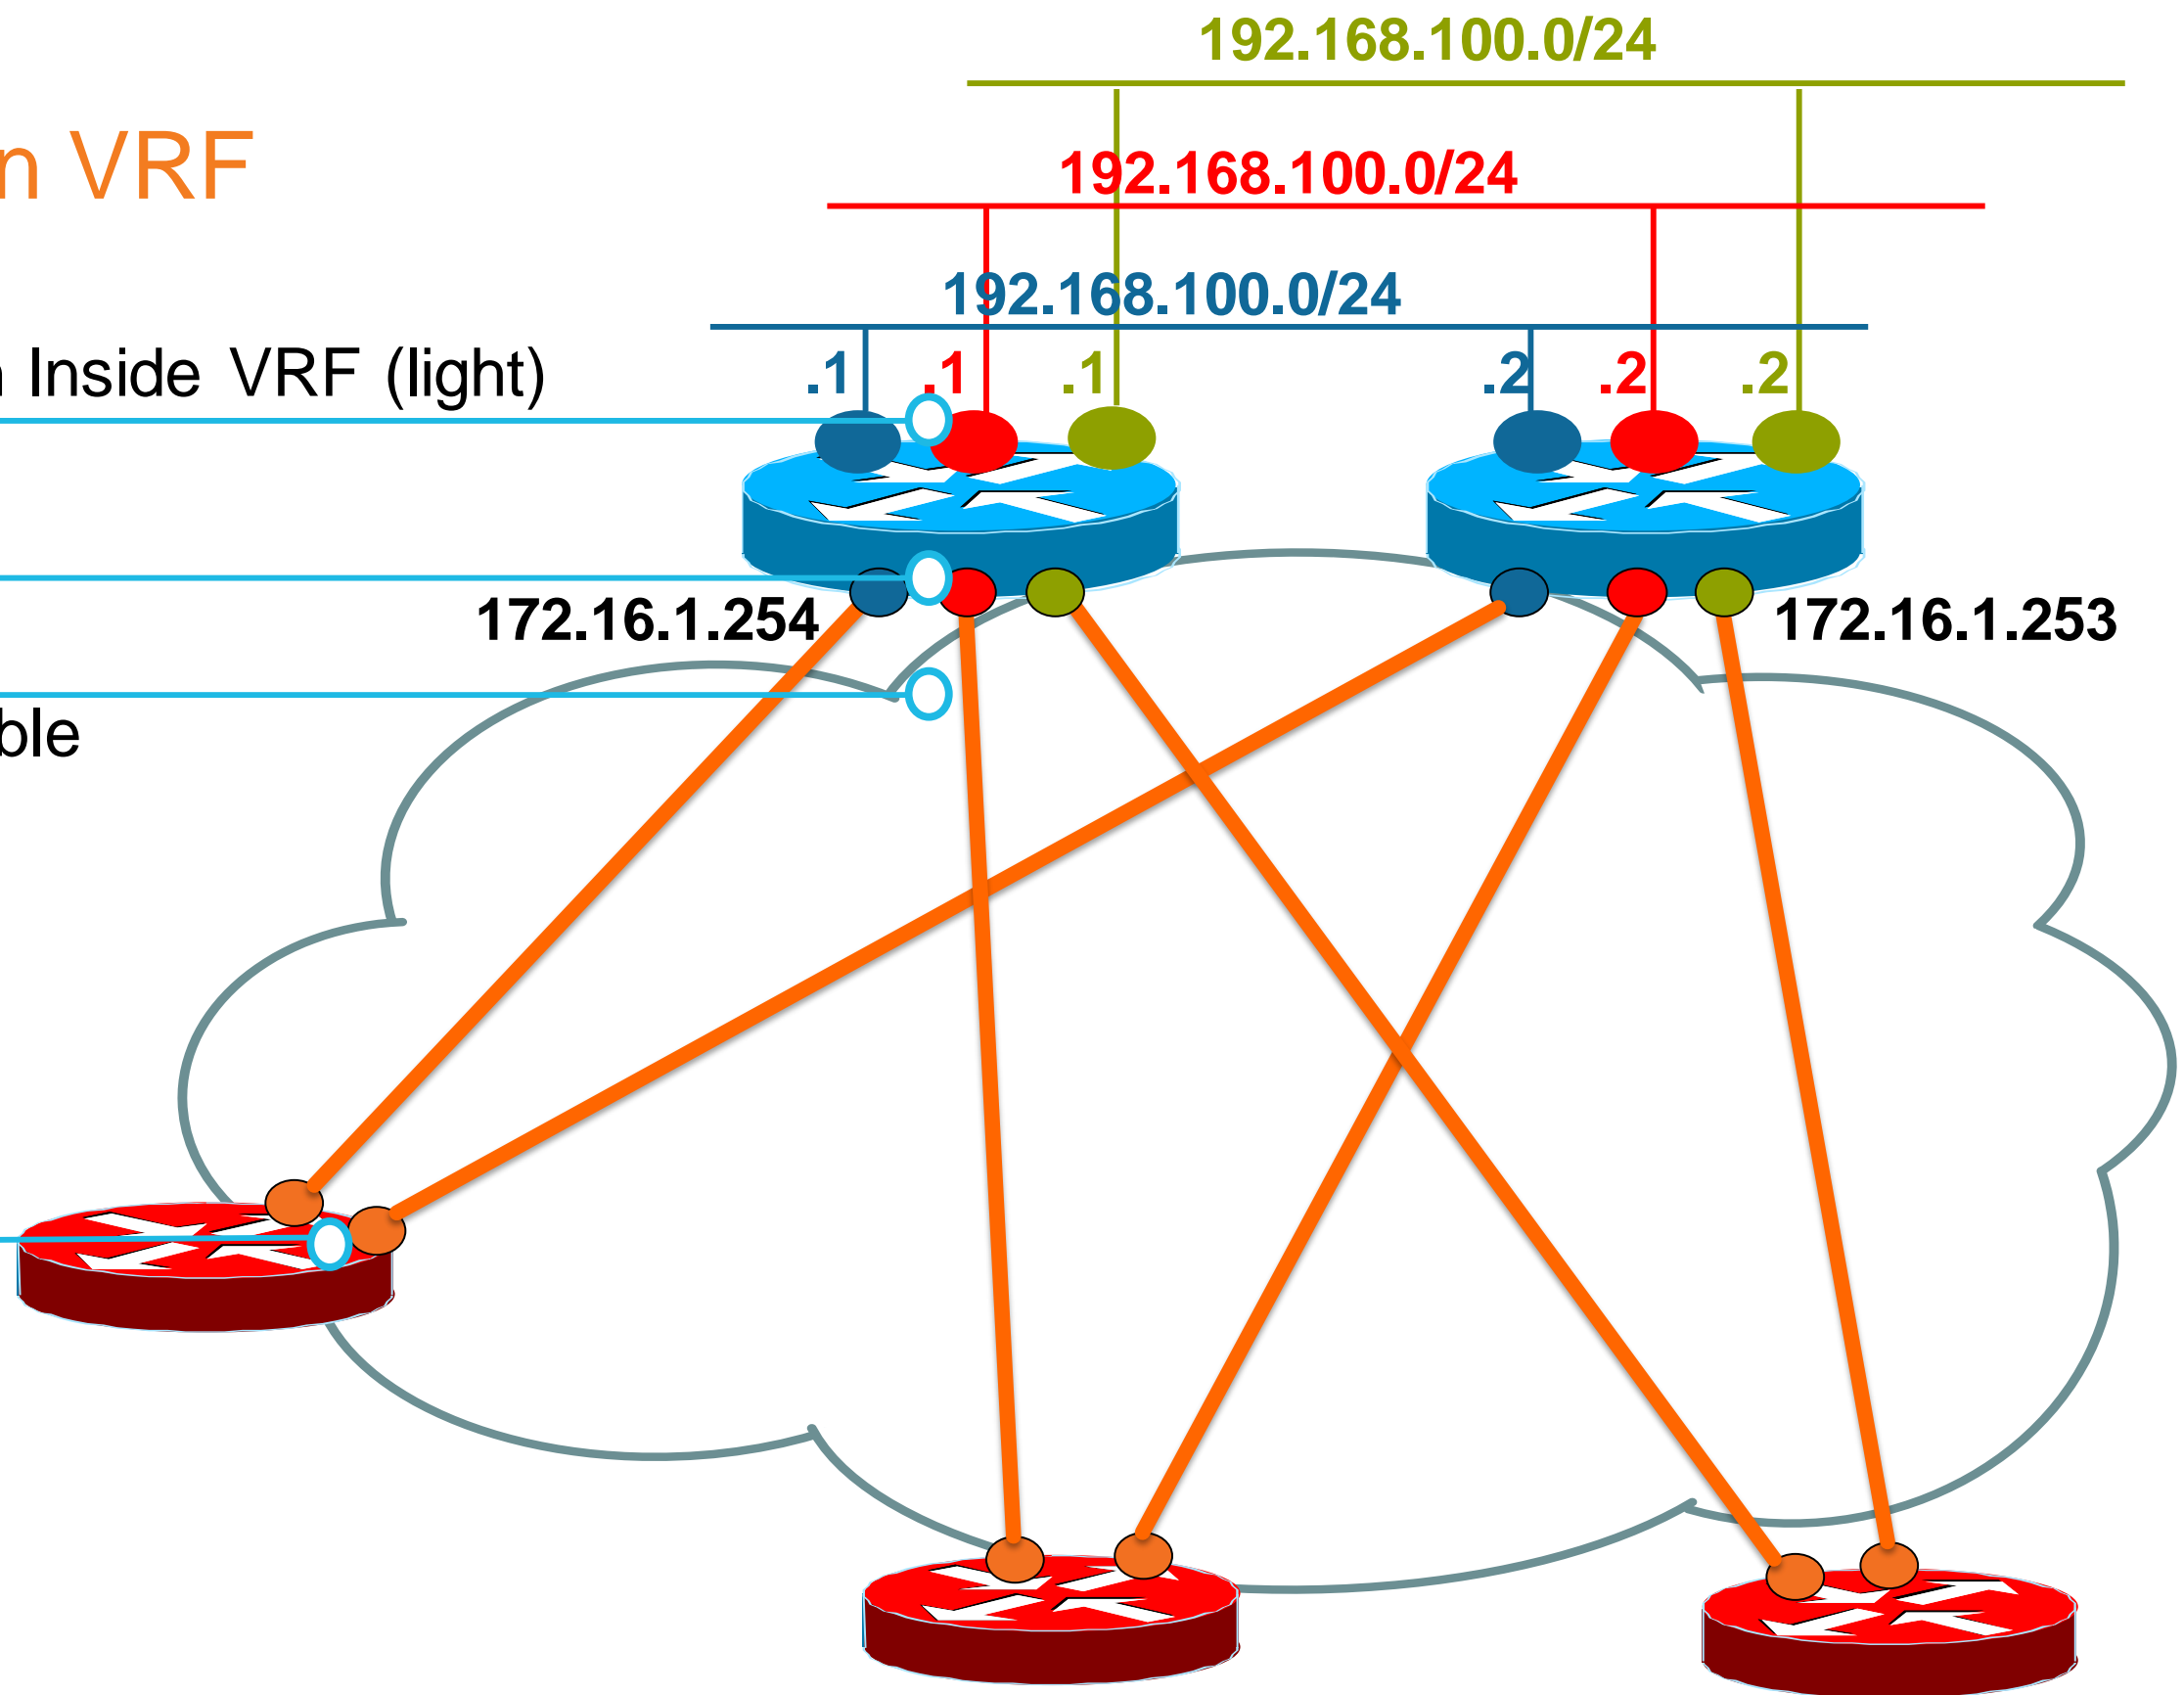 192.168.100.0/24
n VRF
192.168.100.0/24
192.168.100.0/24
n Inside VRF (light)
.1 .1 .1 .2 .2 .2
172.16.1.254
172.16.1.253
ble